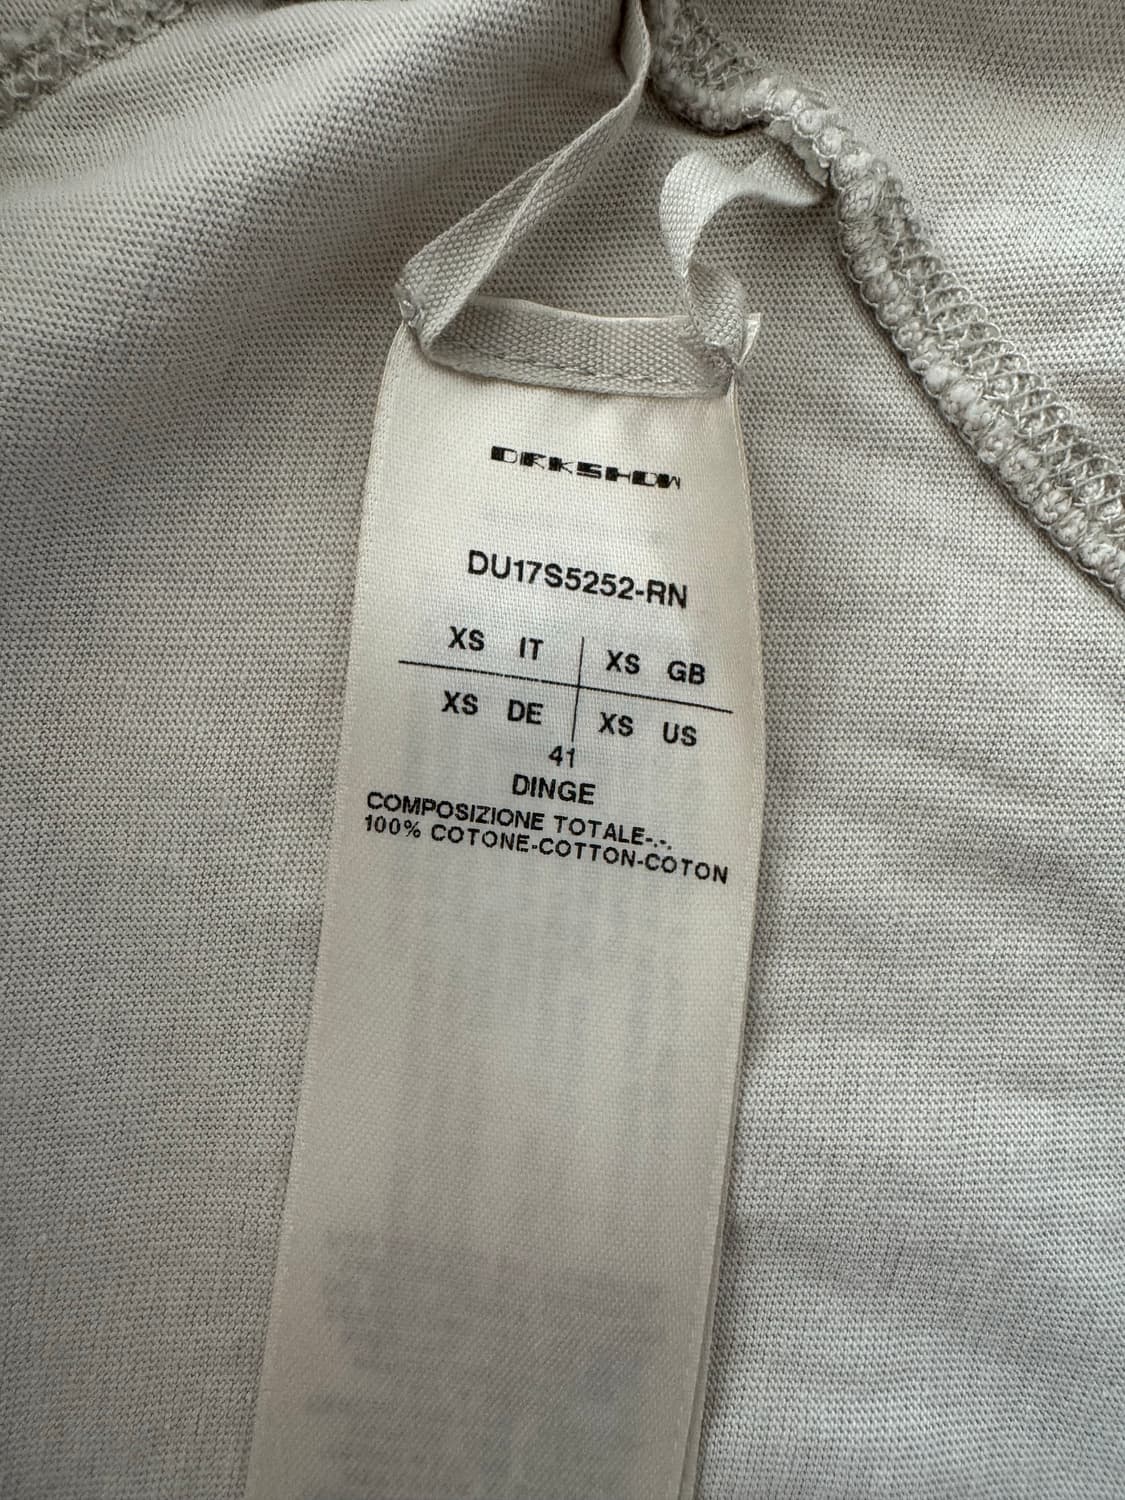 DRKSHDW
DU17S5252-RN
XS IT XS GB
XS DE XS US
41
DINGE
COMPOSIZIONE TOTALE-.-.
100% COTONE-COTTON-COTON